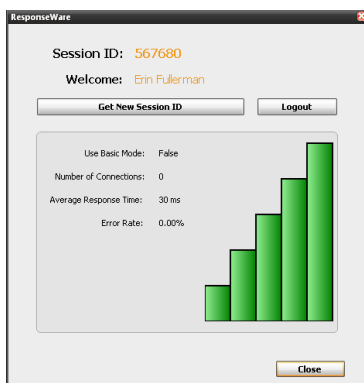 ResponseWare
Session ID: 567680
Welcome: Erin Fullerman
Get New Session ID Logout
Use Basic Mode: False
Number of Connections: 0
Average Response Time: 30 ms
Error Rate: 0.00%
Close